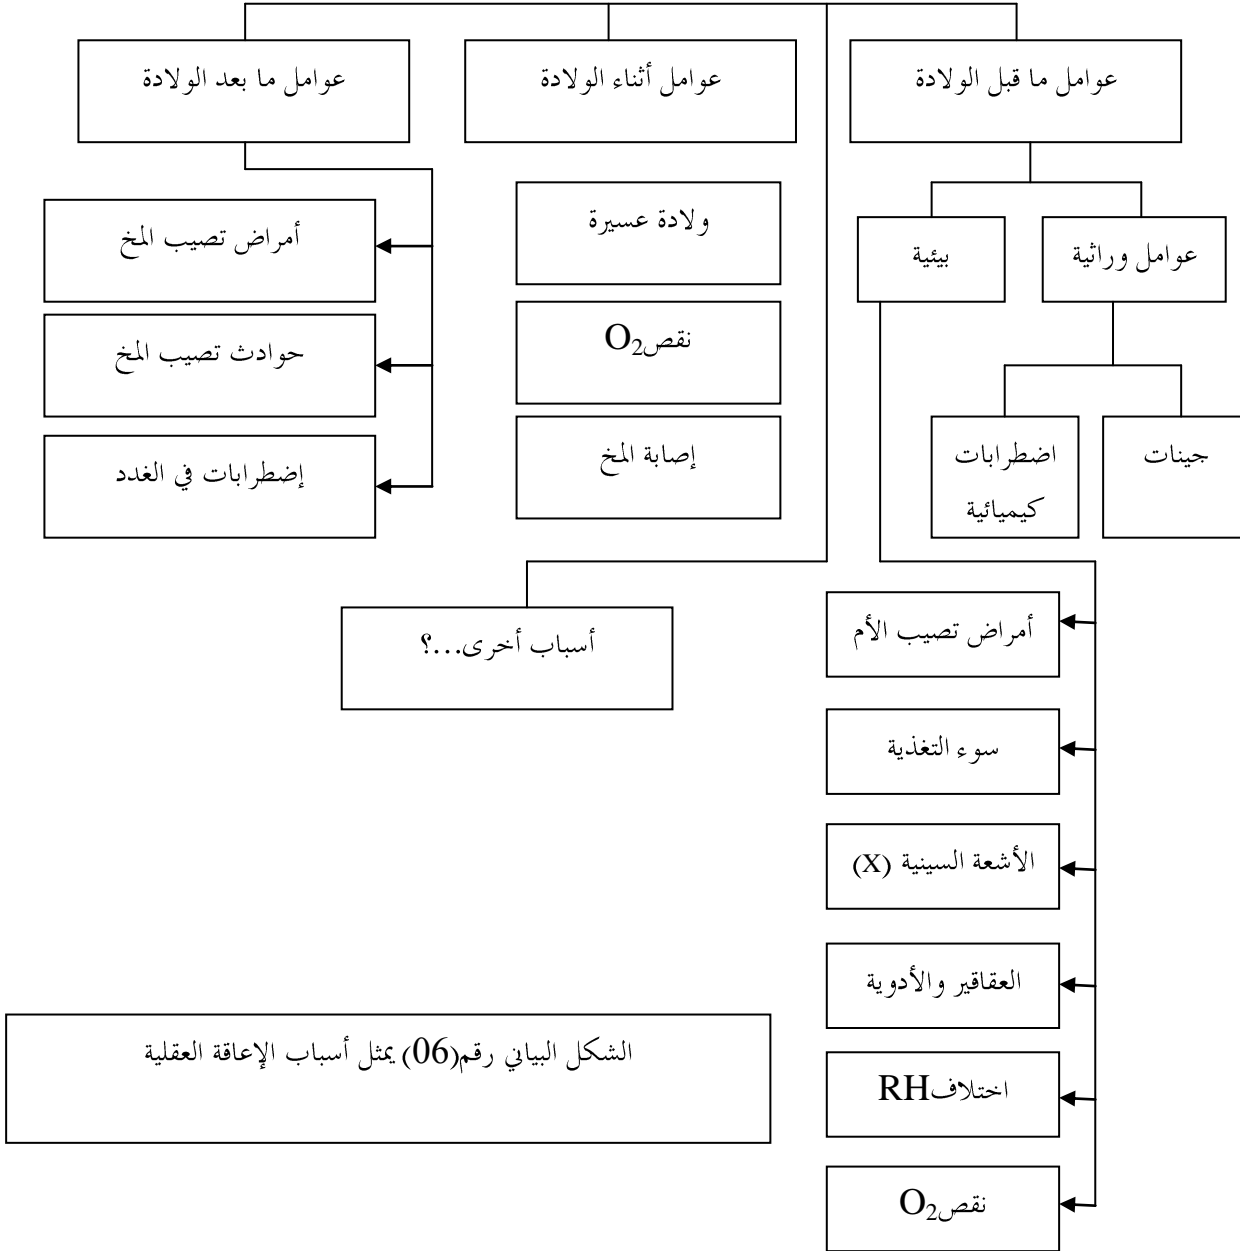 عوامل ما قبل الولادة
عوامل أثناء الولادة
عوامل ما بعد الولادة
عوامل وراثية
بيئية
جينات
اضطرابات
كيميائية
ولادة عسيرة
نقصO₂
إصابة المخ
أمراض تصيب المخ
حوادث تصيب المخ
إضطرابات في الغدد
أمراض تصيب الأم
سوء التغذية
الأشعة السينية (X)
العقاقير والأدوية
اختلافRH
نقصO₂
أسباب أخرى...؟
الشكل البياني رقم(06) يمثل أسباب الإعاقة العقلية